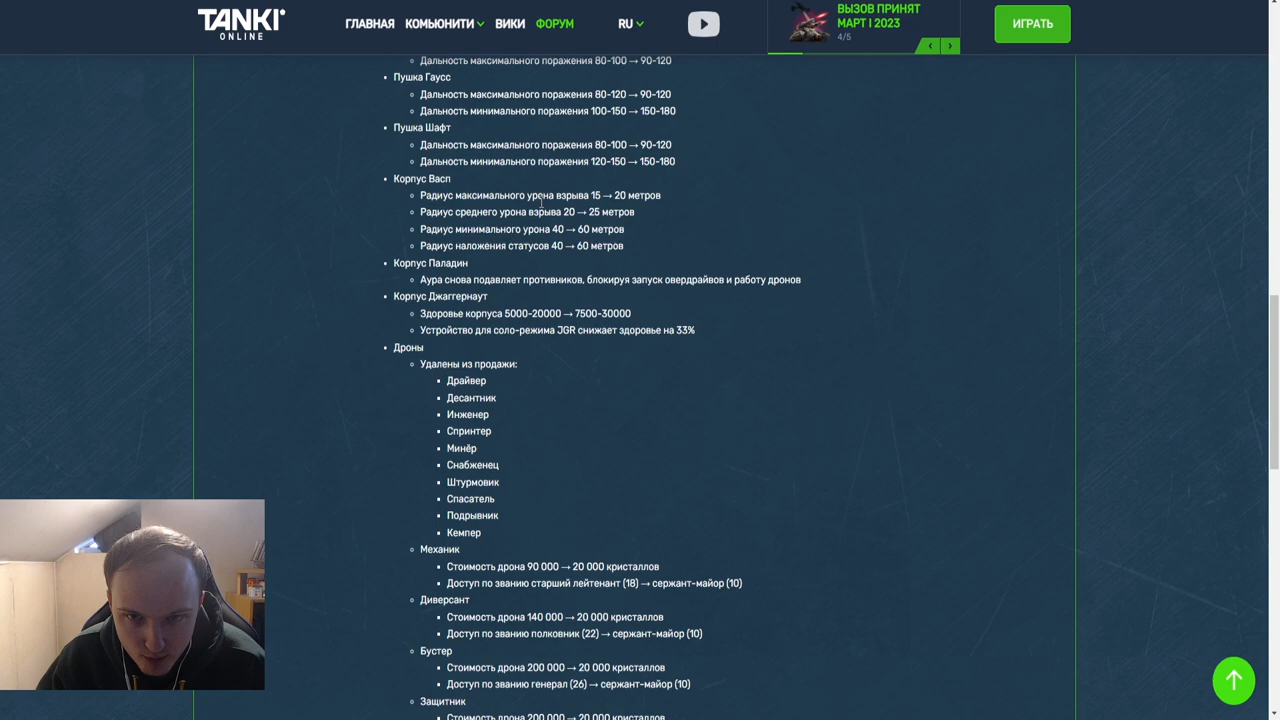 TANKI
ONLINE
ГЛАВНАЯ
КОМЬЮНИТИ
ВИКИ
ФОРУМ
RU
ВЫЗОВ ПРИНЯТ
МАРТ I 2023
4/5
ИГРАТЬ
Дальность максимального поражения 80-100 → 90-120
Пушка Гаусс
Дальность максимального поражения 80-120 → 90-120
Дальность минимального поражения 100-150 → 150-180
Пушка Шафт
Дальность максимального поражения 80-100 → 90-120
Дальность минимального поражения 120-150 → 150-180
Корпус Васп
Радиус максимального урона взрыва 15 → 20 метров
Радиус среднего урона взрыва 20 → 25 метров
Радиус минимального урона 40 → 60 метров
Радиус наложения статусов 40 → 60 метров
Корпус Паладин
Аура снова подавляет противников, блокируя запуск овердрайвов и работу дронов
Корпус Джаггернаут
Здоровье корпуса 5000-20000 → 7500-30000
Устройство для соло-режима JGR снижает здоровье на 33%
Дроны
Удалены из продажи:
Драйвер
Десантник
Инженер
Спринтер
Минёр
Снабженец
Штурмовик
Спасатель
Подрывник
Кемпер
Механик
Стоимость дрона 90 000 → 20 000 кристаллов
Доступ по званию старший лейтенант (18) → сержант-майор (10)
Диверсант
Стоимость дрона 140 000 → 20 000 кристаллов
Доступ по званию полковник (22) → сержант-майор (10)
Бустер
Стоимость дрона 200 000 → 20 000 кристаллов
Доступ по званию генерал (26) → сержант-майор (10)
Защитник
Стоимость дрона 200 000 → 20 000 кристаллов